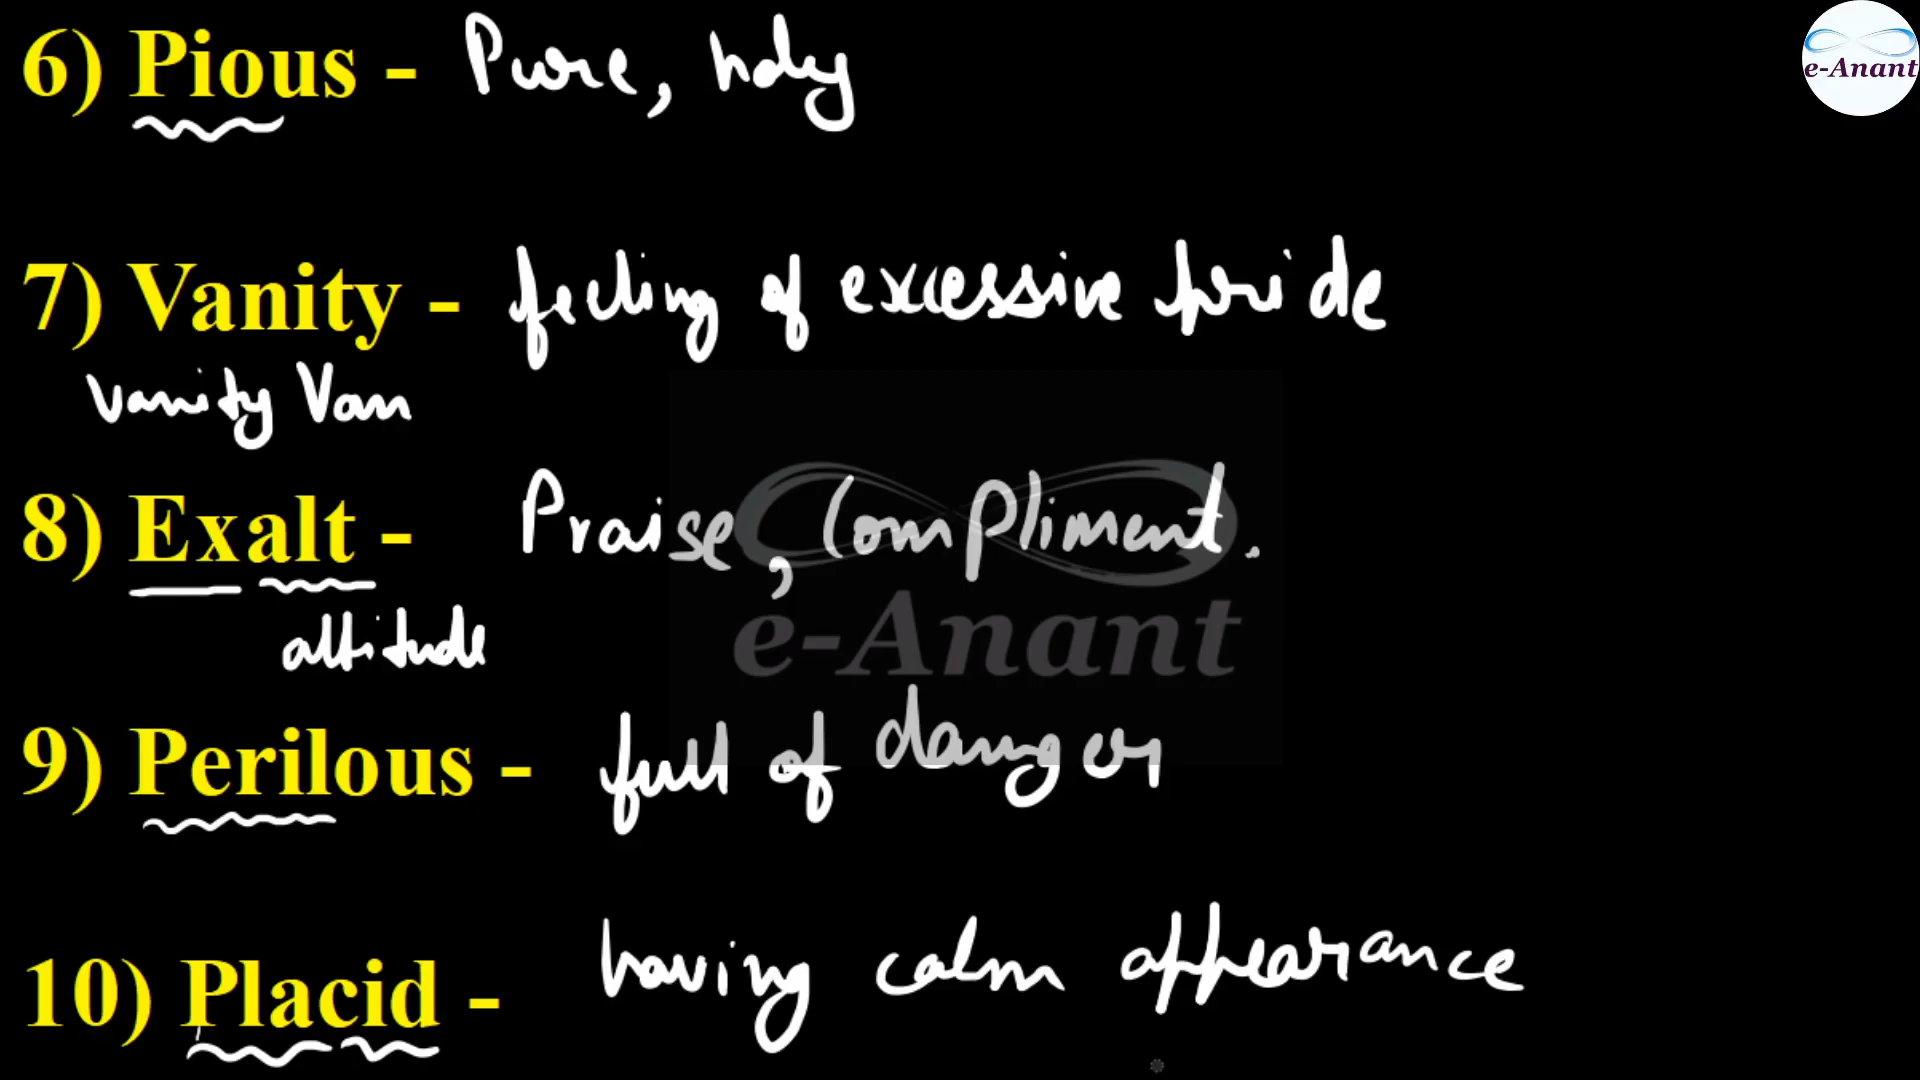 6) Pious - Pure, holy
e-Anant
7) Vanity - feeling of excessive pride
vanity Van
8) Exalt - Praise, Compliment.
altitude
e-Anant
9) Perilous - full of danger
10) Placid - having calm appearance